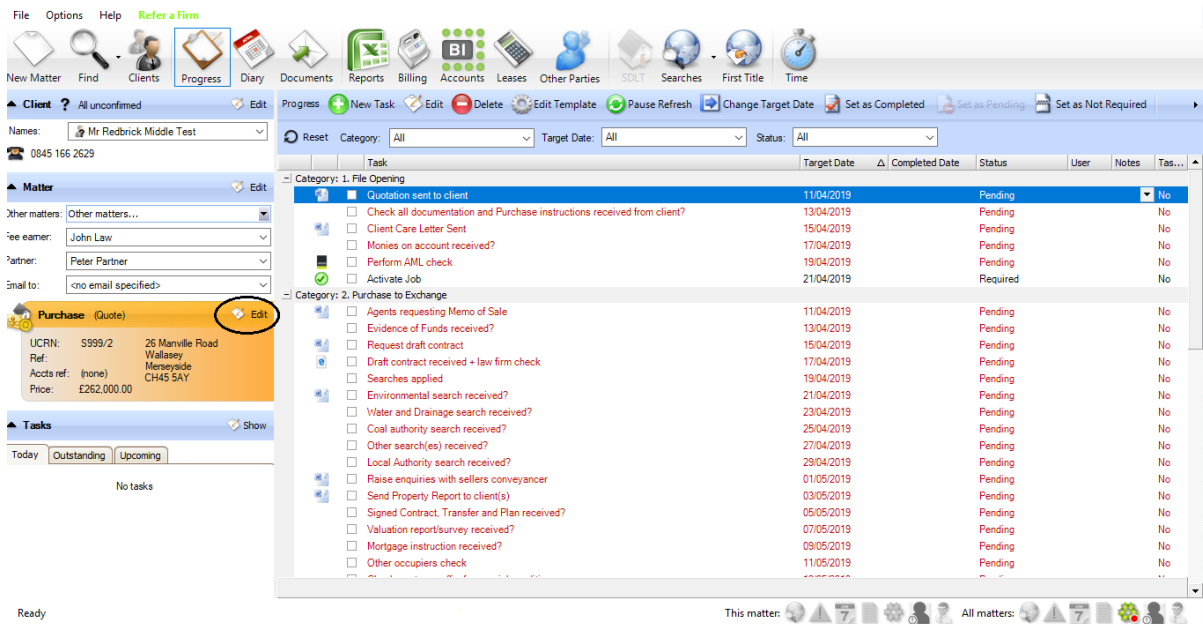 File Options Help Refer a Firm
New Matter Find Clients Progress Diary Documents Reports Billing Accounts Leases Other Parties SDLT Searches First Title Time
BI
Client ? All unconfirmed Edit
Names: Mr Redbrick Middle Test
0845 166 2629
Matter Edit
Other matters: Other matters...
Fee earner: John Law
Partner: Peter Partner
Email to: <no email specified>
Purchase (Quote) Edit
UCRN: S999/2 26 Manville Road
Ref: Wallasey
Accts ref: (none) Merseyside
Price: £262,000.00 CH45 5AY
Tasks Show
Today Outstanding Upcoming
No tasks
Progress New Task Edit Delete Edit Template Pause Refresh Change Target Date Set as Completed Set as Pending Set as Not Required
Reset Category: All Target Date: All Status: All
Task Target Date Completed Date Status User Notes Tas...
Category: 1. File Opening
Quotation sent to client 11/04/2019 Pending No
Check all documentation and Purchase instructions received from client? 13/04/2019 Pending No
Client Care Letter Sent 15/04/2019 Pending No
Monies on account received? 17/04/2019 Pending No
Perform AML check 19/04/2019 Pending No
Activate Job 21/04/2019 Required No
Category: 2. Purchase to Exchange
Agents requesting Memo of Sale 11/04/2019 Pending No
Evidence of Funds received? 13/04/2019 Pending No
Request draft contract 15/04/2019 Pending No
Draft contract received + law firm check 17/04/2019 Pending No
Searches applied 19/04/2019 Pending No
Environmental search received? 21/04/2019 Pending No
Water and Drainage search received? 23/04/2019 Pending No
Coal authority search received? 25/04/2019 Pending No
Other search(es) received? 27/04/2019 Pending No
Local Authority search received? 29/04/2019 Pending No
Raise enquiries with sellers conveyancer 01/05/2019 Pending No
Send Property Report to client(s) 03/05/2019 Pending No
Signed Contract, Transfer and Plan received? 05/05/2019 Pending No
Valuation report/survey received? 07/05/2019 Pending No
Mortgage instruction received? 09/05/2019 Pending No
Other occupiers check 11/05/2019 Pending No
Ready This matter: 7 All matters: 7